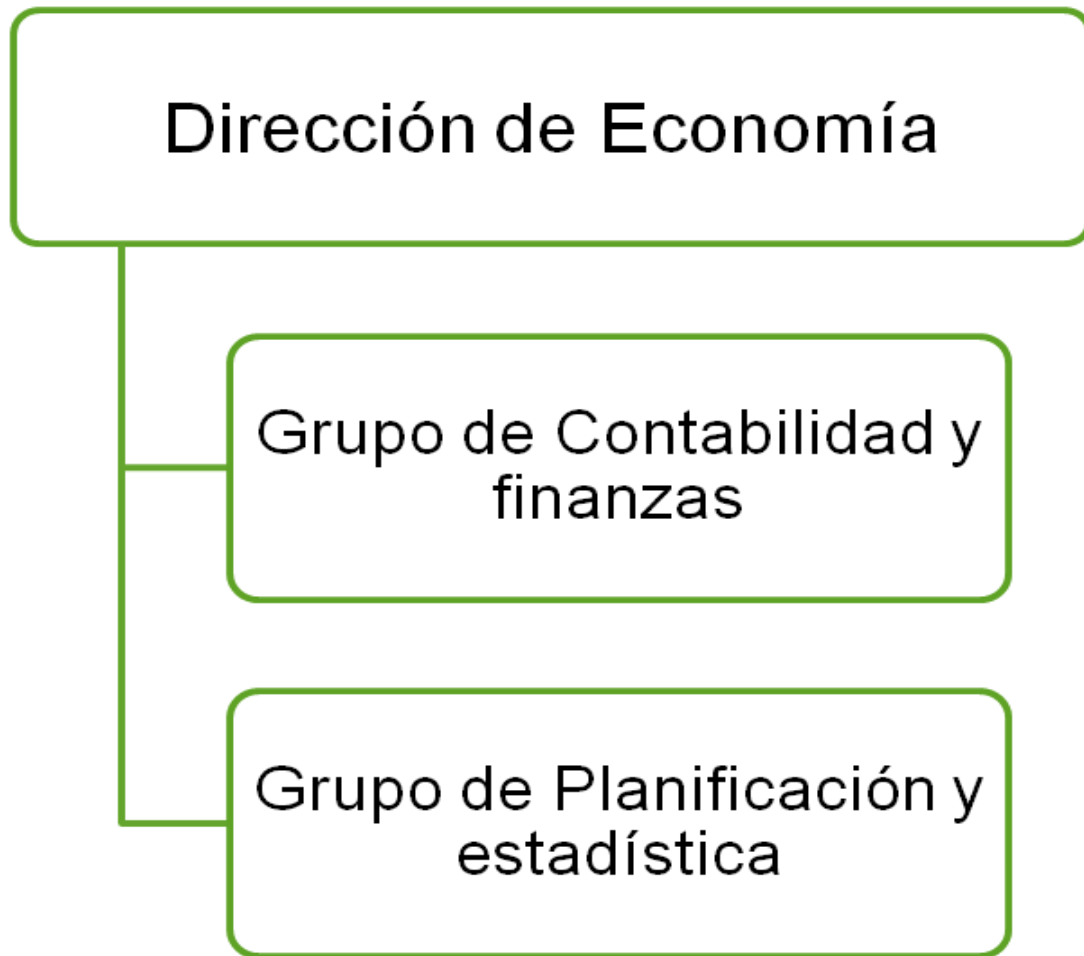 Dirección de Economía
Grupo de Contabilidad y
finanzas
Grupo de Planificación y
estadística